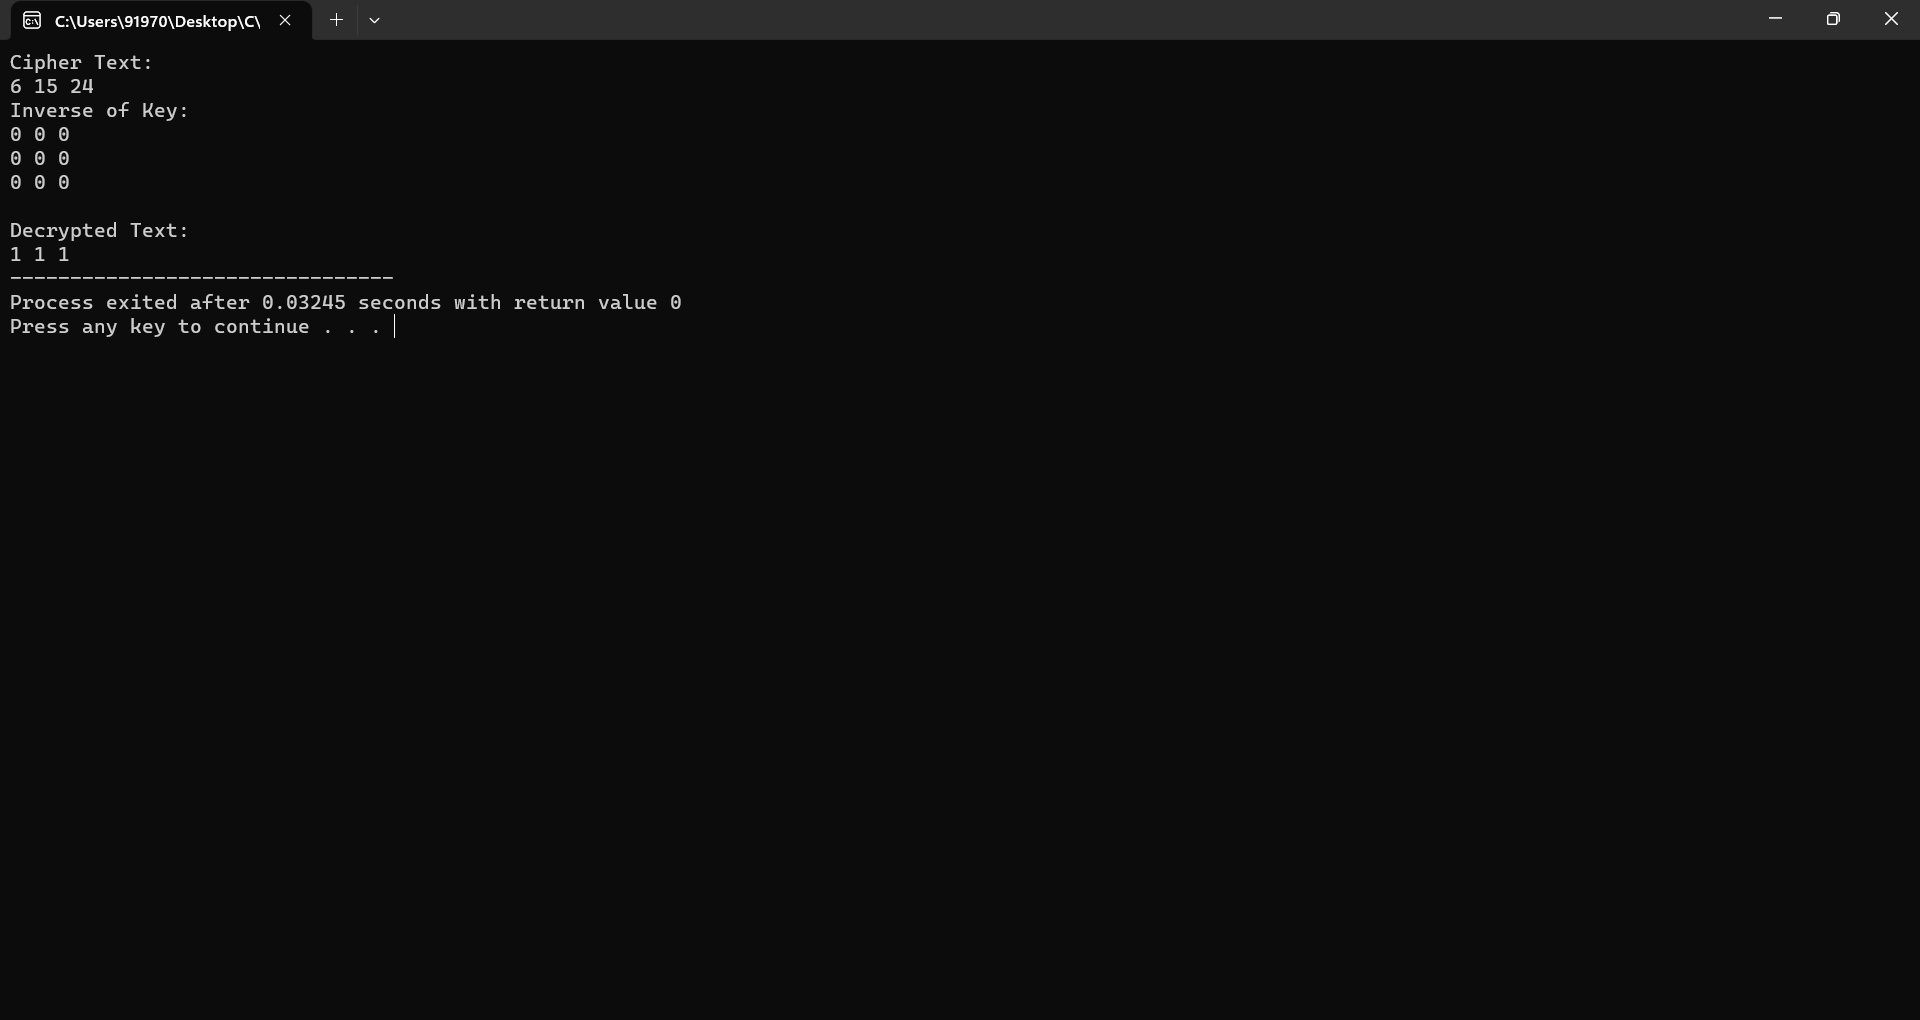 C:\Users\91970\Desktop\C\
Cipher Text:
6 15 24
Inverse of Key:
0 0 0
0 0 0
0 0 0
Decrypted Text:
1 1 1
--------------------------------
Process exited after 0.03245 seconds with return value 0
Press any key to continue . . .